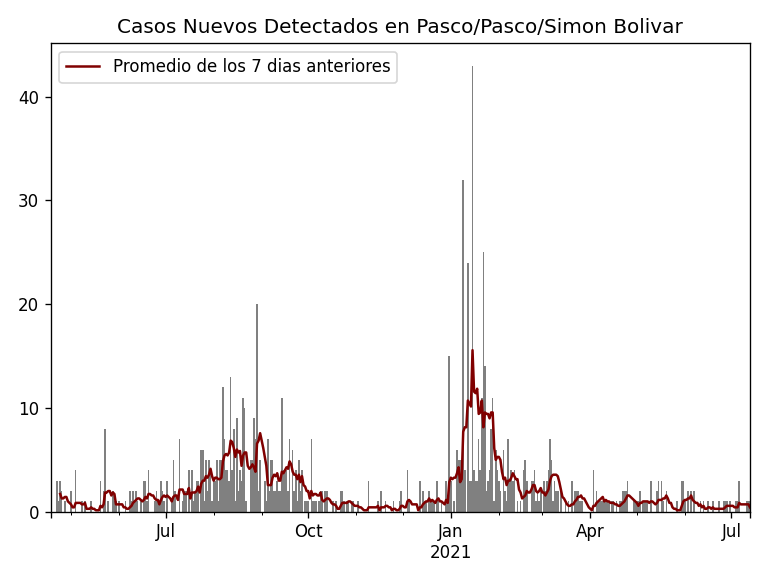 Casos Nuevos Detectados en Pasco/Pasco/Simon Bolivar
Promedio de los 7 dias anteriores
40
30
20
10
0
Jul
Oct
Jan
2021
Apr
Jul